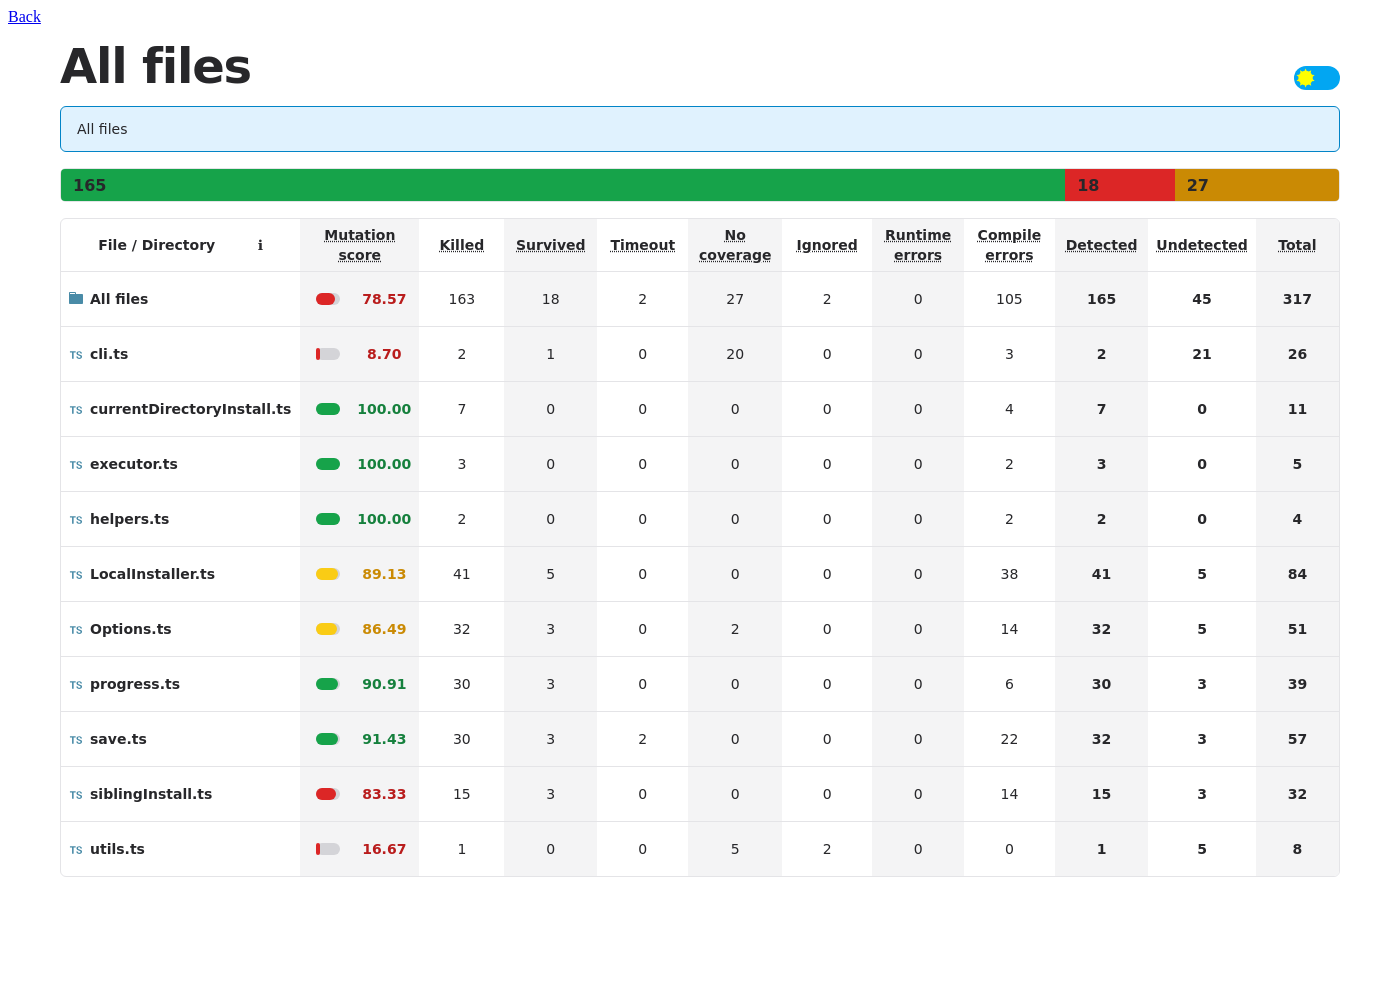 Back
All files
All files
165 18 27
File / Directory ℹ Mutation score Killed Survived Timeout No coverage Ignored Runtime errors Compile errors Detected Undetected Total
All files 78.57 163 18 2 27 2 0 105 165 45 317
TS cli.ts 8.70 2 1 0 20 0 0 3 2 21 26
TS currentDirectoryInstall.ts 100.00 7 0 0 0 0 0 4 7 0 11
TS executor.ts 100.00 3 0 0 0 0 0 2 3 0 5
TS helpers.ts 100.00 2 0 0 0 0 0 2 2 0 4
TS LocalInstaller.ts 89.13 41 5 0 0 0 0 38 41 5 84
TS Options.ts 86.49 32 3 0 2 0 0 14 32 5 51
TS progress.ts 90.91 30 3 0 0 0 0 6 30 3 39
TS save.ts 91.43 30 3 2 0 0 0 22 32 3 57
TS siblingInstall.ts 83.33 15 3 0 0 0 0 14 15 3 32
TS utils.ts 16.67 1 0 0 5 2 0 0 1 5 8